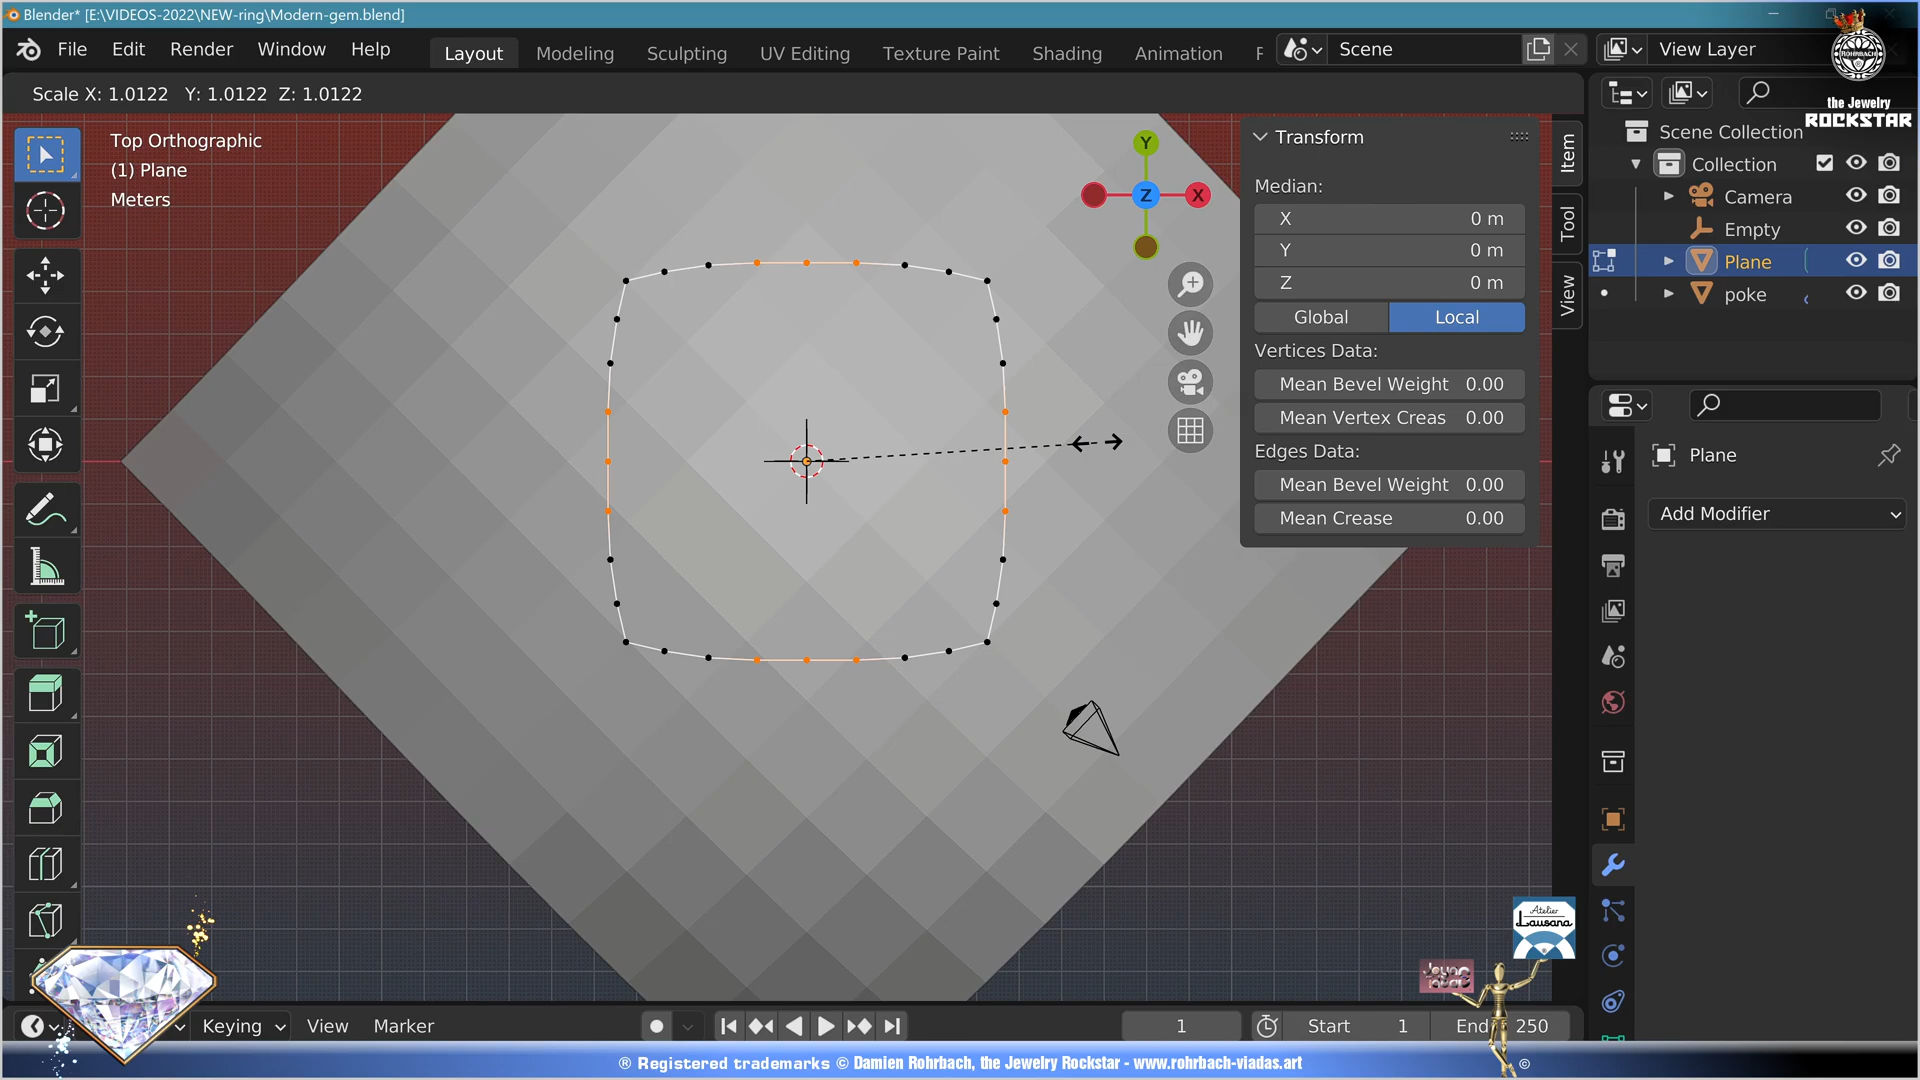 Blender* [E:\VIDEOS-2022\NEW-ring\Modern-gem.blend]
File Edit Render Window Help
Layout Modeling Sculpting UV Editing Texture Paint Shading Animation
Scene
View Layer
Scale X: 1.0122 Y: 1.0122 Z: 1.0122
Top Orthographic
(1) Plane
Meters
Y
Z
X
Transform
Median:
X 0 m
Y 0 m
Z 0 m
Global Local
Vertices Data:
Mean Bevel Weight 0.00
Mean Vertex Creas 0.00
Edges Data:
Mean Bevel Weight 0.00
Mean Crease 0.00
Item
Tool
View
ROHRBACH
the Jewelry
ROCKSTAR
Scene Collection
Collection
Camera
Empty
Plane
poke
Plane
Add Modifier
Atelier
Lausana
Keying View Marker
1
Start 1
End 250
® Registered trademarks © Damien Rohrbach, the Jewelry Rockstar - www.rohrbach-viadas.art
©